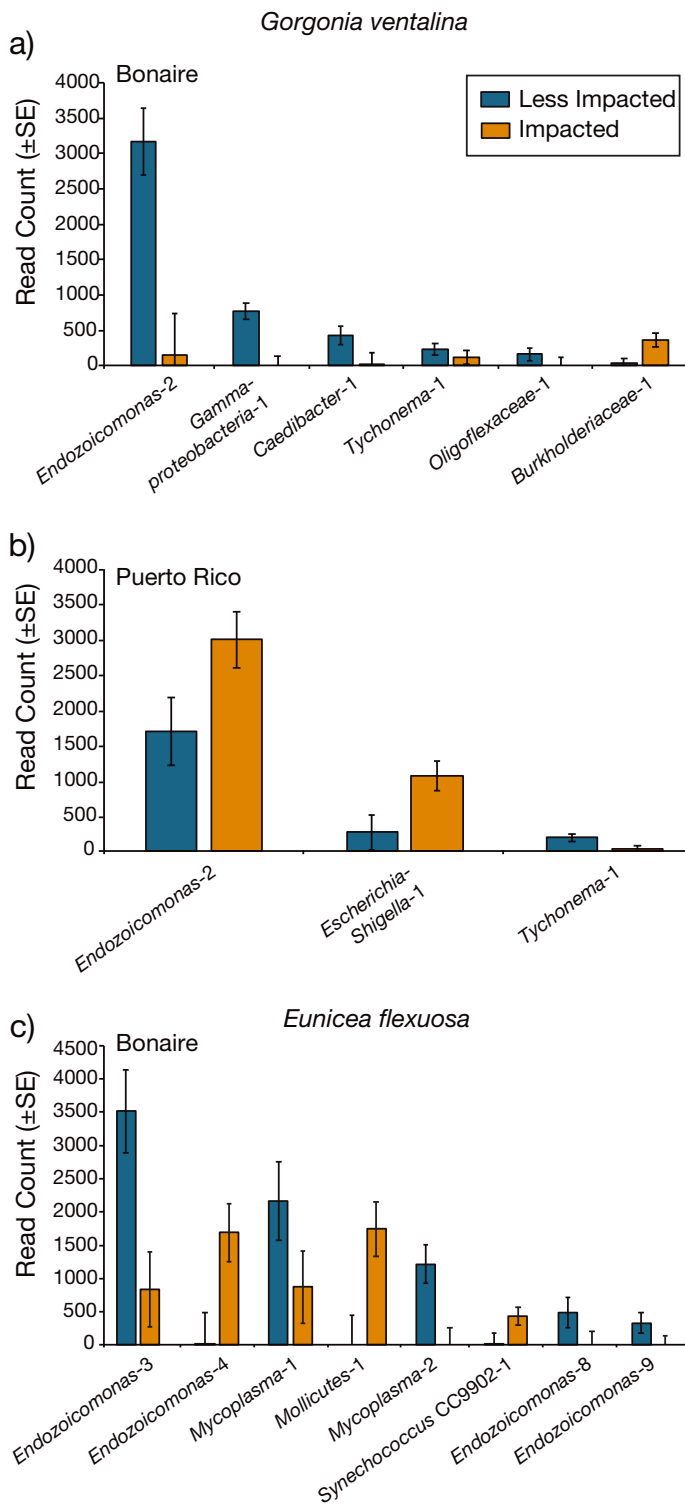 Gorgonia ventalina
a)
Bonaire
Less Impacted
Impacted
Read Count (±SE)
4000
3500
3000
2500
2000
1500
1000
500
0
Endozoicomonas-2
Gamma-
proteobacteria-1
Caedibacter-1
Tychonema-1
Oligoflexaceae-1
Burkholderiaceae-1
b)
Puerto Rico
Read Count (±SE)
4000
3500
3000
2500
2000
1500
1000
500
0
Endozoicomonas-2
Escherichia-
Shigella-1
Tychonema-1
Eunicea flexuosa
c)
Bonaire
Read Count (±SE)
4500
4000
3500
3000
2500
2000
1500
1000
500
0
Endozoicomonas-3
Endozoicomonas-4
Mycoplasma-1
Mollicutes-1
Mycoplasma-2
Synechococcus CC9902-1
Endozoicomonas-8
Endozoicomonas-9